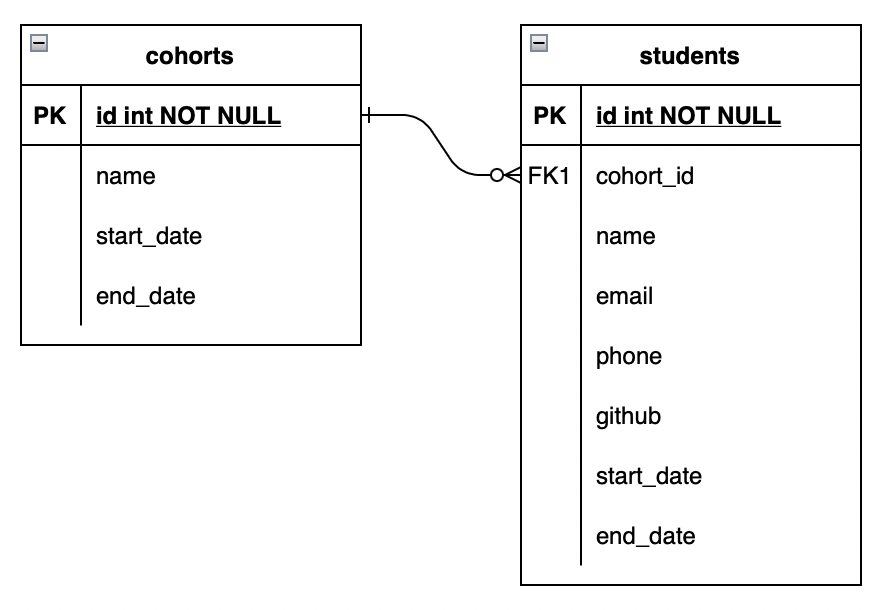 cohorts
PK id int NOT NULL
name
start_date
end_date
students
PK id int NOT NULL
FK1 cohort_id
name
email
phone
github
start_date
end_date